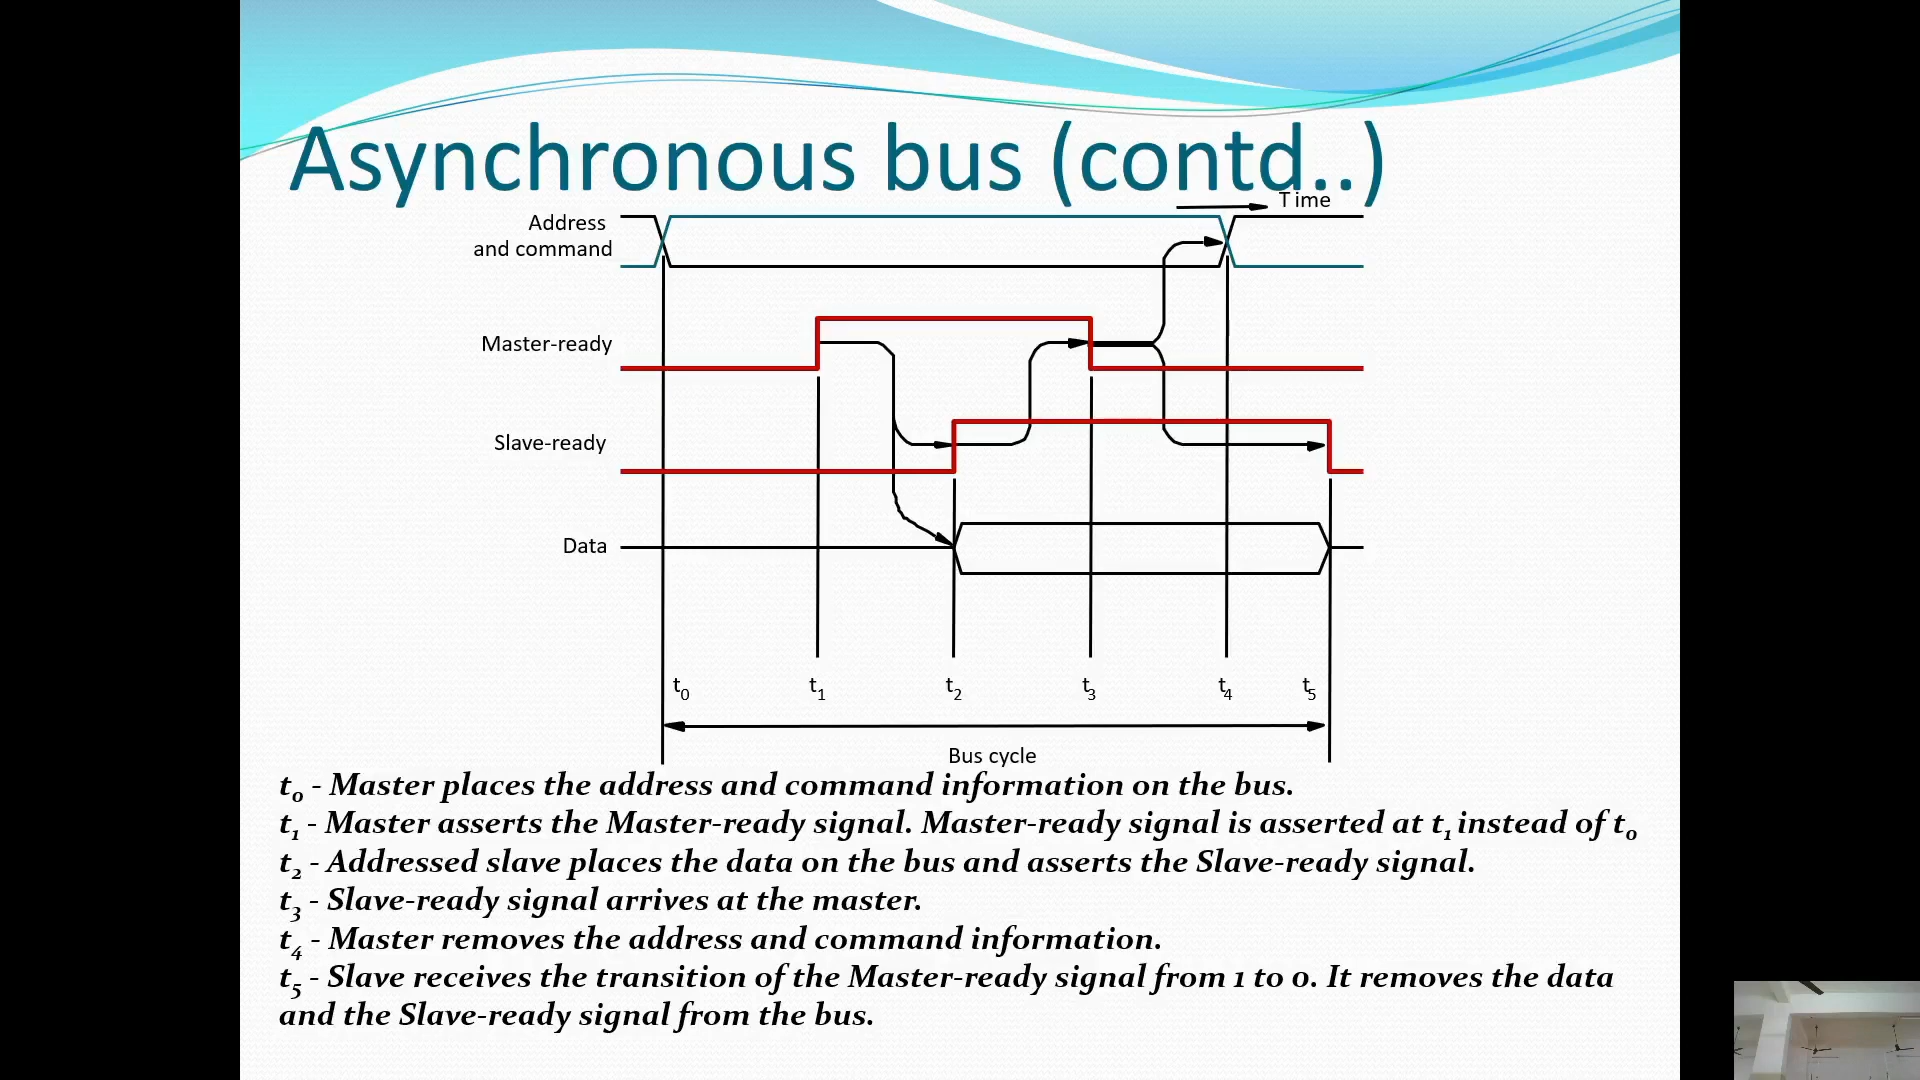 Asynchronous bus (contd..)
Time
Address
and command
Master-ready
Slave-ready
Data
t0 t1 t2 t3 t4 t5
Bus cycle
t0 - Master places the address and command information on the bus.
t1 - Master asserts the Master-ready signal. Master-ready signal is asserted at t1 instead of t0
t2 - Addressed slave places the data on the bus and asserts the Slave-ready signal.
t3 - Slave-ready signal arrives at the master.
t4 - Master removes the address and command information.
t5 - Slave receives the transition of the Master-ready signal from 1 to 0. It removes the data
and the Slave-ready signal from the bus.